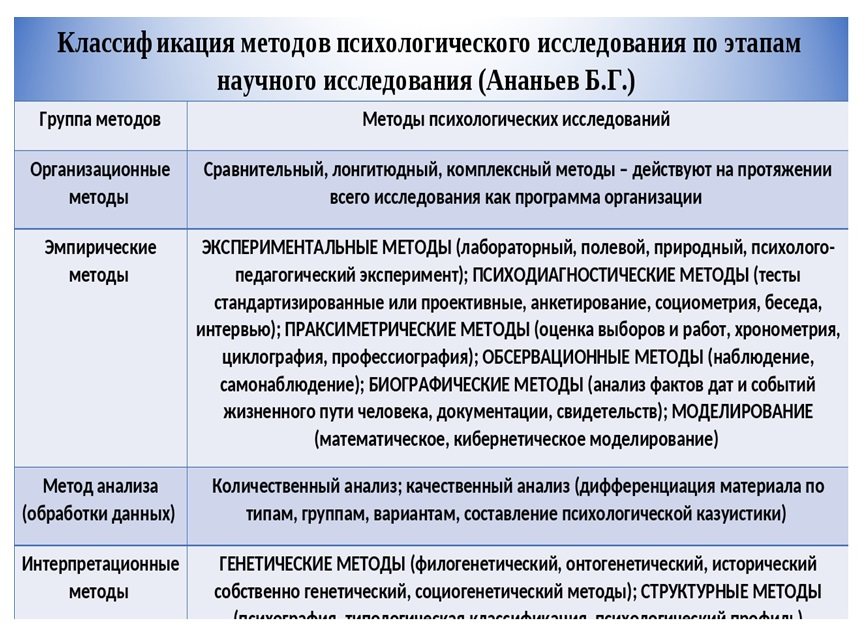 Классификация методов психологического исследования по этапам
научного исследования (Ананьев Б.Г.)
Группа методов
Методы психологических исследований
Организационные
методы
Сравнительный, лонгитюдный, комплексный методы – действуют на протяжении
всего исследования как программа организации
Эмпирические
методы
ЭКСПЕРИМЕНТАЛЬНЫЕ МЕТОДЫ (лабораторный, полевой, природный, психолого-
педагогический эксперимент); ПСИХОДИАГНОСТИЧЕСКИЕ МЕТОДЫ (тесты
стандартизированные или проективные, анкетирование, социометрия, беседа,
интервью); ПРАКСИМЕТРИЧЕСКИЕ МЕТОДЫ (оценка выборов и работ, хронометрия,
циклография, профессиография); ОБСЕРВАЦИОННЫЕ МЕТОДЫ (наблюдение,
самонаблюдение); БИОГРАФИЧЕСКИЕ МЕТОДЫ (анализ фактов дат и событий
жизненного пути человека, документации, свидетельств); МОДЕЛИРОВАНИЕ
(математическое, кибернетическое моделирование)
Метод анализа
(обработки данных)
Количественный анализ; качественный анализ (дифференциация материала по
типам, группам, вариантам, составление психологической казуистики)
Интерпретационные
методы
ГЕНЕТИЧЕСКИЕ МЕТОДЫ (филогенетический, онтогенетический, исторический
собственно генетический, социогенетический методы); СТРУКТУРНЫЕ МЕТОДЫ
(психография, типологическая классификация, психологический профиль)